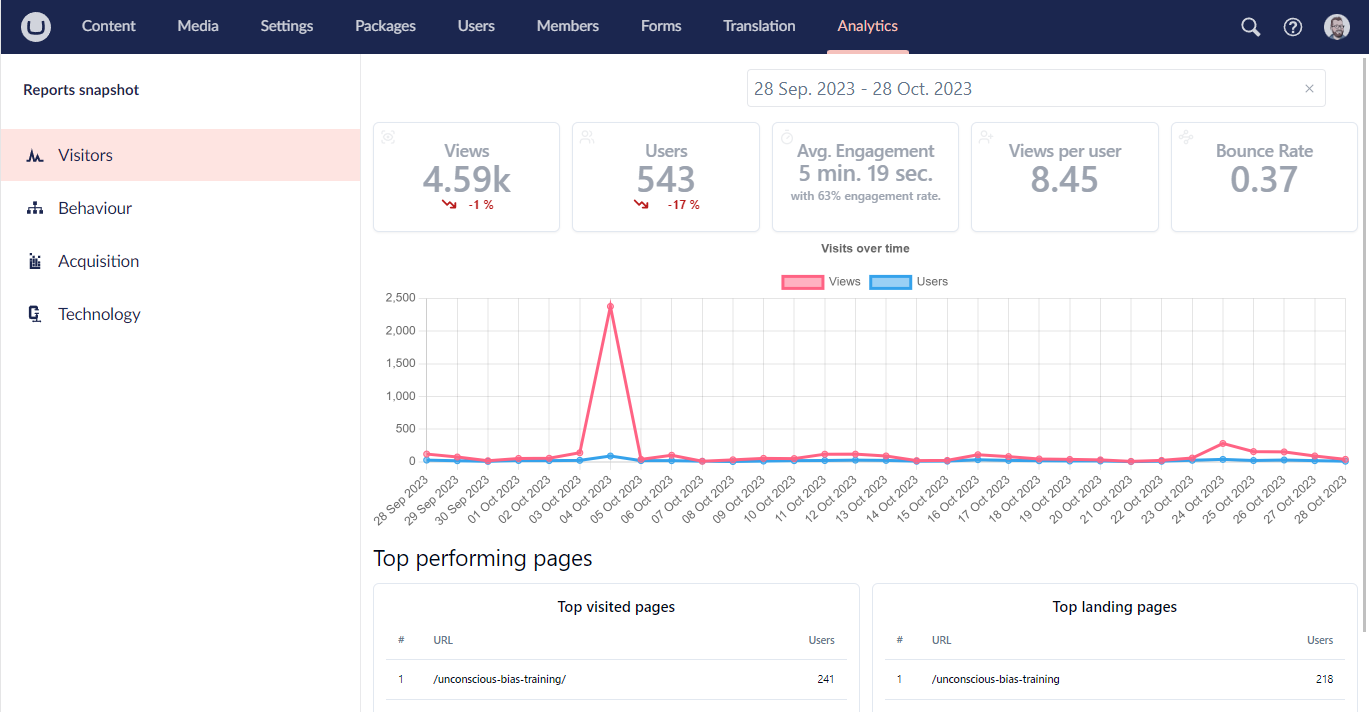 Content Media Settings Packages Users Members Forms Translation Analytics
Reports snapshot
Visitors
Behaviour
Acquisition
Technology
28 Sep. 2023 - 28 Oct. 2023 ×
Views
4.59k
-1 %
Users
543
-17 %
Avg. Engagement
5 min. 19 sec.
with 63% engagement rate.
Views per user
8.45
Bounce Rate
0.37
Visits over time
Views Users
2,500
2,000
1,500
1,000
500
0
28 Sep 2023
29 Sep 2023
30 Sep 2023
01 Oct 2023
02 Oct 2023
03 Oct 2023
04 Oct 2023
05 Oct 2023
06 Oct 2023
07 Oct 2023
08 Oct 2023
09 Oct 2023
10 Oct 2023
11 Oct 2023
12 Oct 2023
13 Oct 2023
14 Oct 2023
15 Oct 2023
16 Oct 2023
17 Oct 2023
18 Oct 2023
19 Oct 2023
20 Oct 2023
21 Oct 2023
22 Oct 2023
23 Oct 2023
24 Oct 2023
25 Oct 2023
26 Oct 2023
27 Oct 2023
28 Oct 2023
Top performing pages
Top visited pages
# URL Users
1 /unconscious-bias-training/ 241
Top landing pages
# URL Users
1 /unconscious-bias-training 218